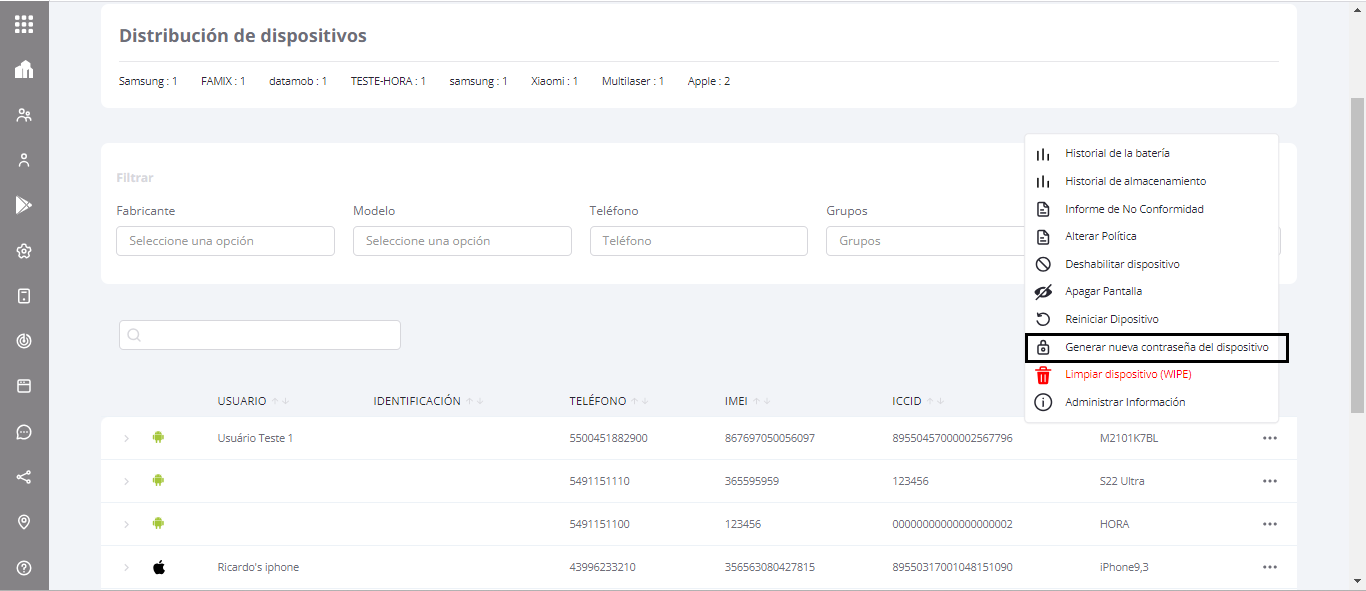 Distribución de dispositivos
Samsung : 1 FAMIX : 1 datamob : 1 TESTE-HORA : 1 samsung : 1 Xiaomi : 1 Multilaser : 1 Apple : 2
Filtrar
Fabricante Modelo Teléfono Grupos
Seleccione una opción Seleccione una opción Teléfono Grupos
Historial de la batería
Historial de almacenamiento
Informe de No Conformidad
Alterar Política
Deshabilitar dispositivo
Apagar Pantalla
Reiniciar Dipositivo
Generar nueva contraseña del dispositivo
Limpiar dispositivo (WIPE)
Administrar Información
USUARIO IDENTIFICACIÓN TELÉFONO IMEI ICCID
Usuário Teste 1 5500451882900 867697050056097 89550457000002567796 M2101K7BL
5491151110 365595959 123456 S22 Ultra
5491151100 123456 00000000000000000002 HORA
Ricardo's iphone 43996233210 356563080427815 89550317001048151090 iPhone9,3